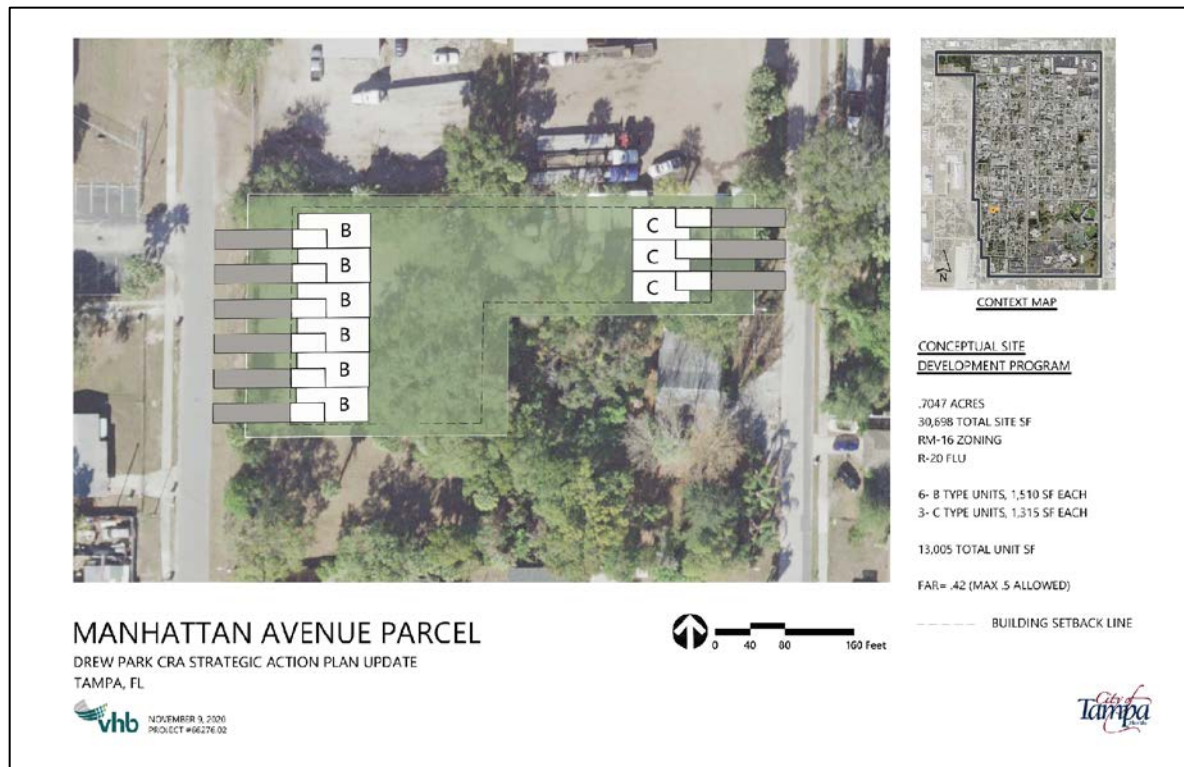 B
B
B
B
B
B
C
C
C
N
CONTEXT MAP
CONCEPTUAL SITE
DEVELOPMENT PROGRAM
.7047 ACRES
30,698 TOTAL SITE SF
RM-16 ZONING
R-20 FLU
6- B TYPE UNITS, 1,510 SF EACH
3- C TYPE UNITS, 1,315 SF EACH
13,005 TOTAL UNIT SF
FAR= .42 (MAX .5 ALLOWED)
BUILDING SETBACK LINE
MANHATTAN AVENUE PARCEL
DREW PARK CRA STRATEGIC ACTION PLAN UPDATE
TAMPA, FL
0 40 80 160 Feet
vhb
NOVEMBER 9, 2020
PROJECT #66276.02
City of
Tampa
Florida